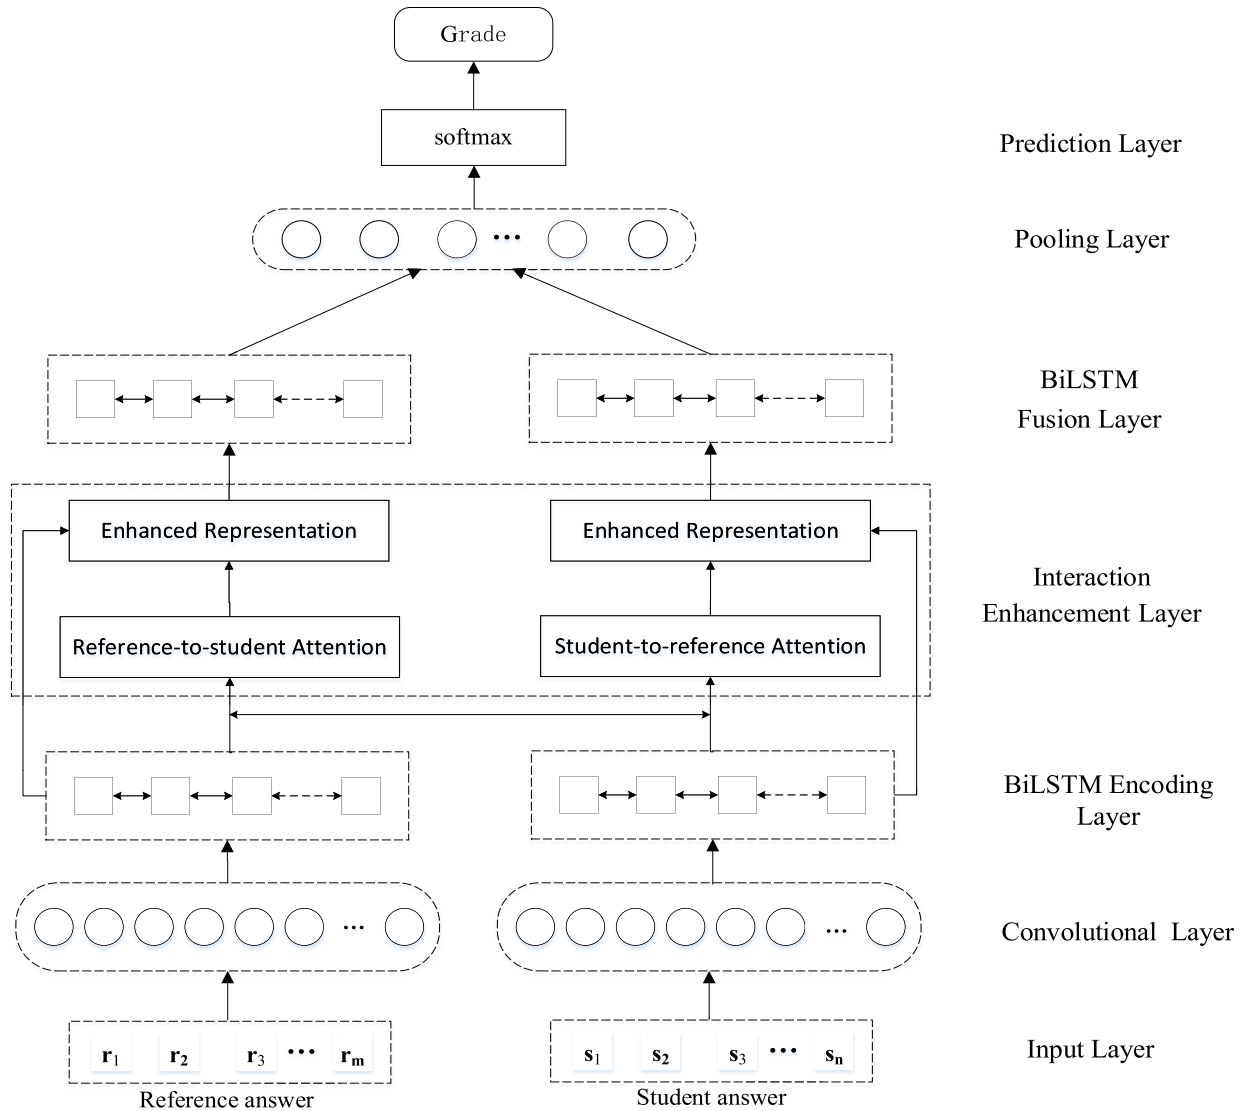 Grade
softmax
Prediction Layer
•••
Pooling Layer
BiLSTM
Fusion Layer
Enhanced Representation
Enhanced Representation
Interaction
Enhancement Layer
Reference-to-student Attention
Student-to-reference Attention
BiLSTM Encoding
Layer
... ...
Convolutional Layer
r1 r2 r3 ••• rm
s1 s2 s3 ••• sn
Input Layer
Reference answer
Student answer